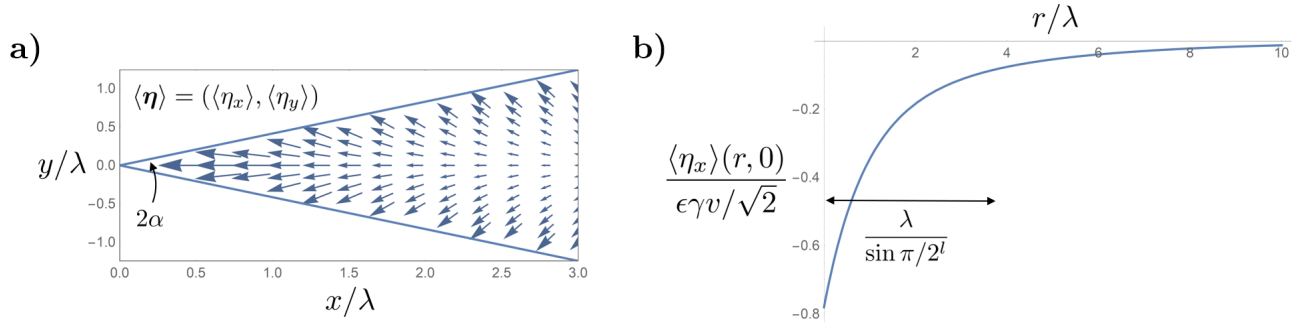 a)
⟨η⟩ = (⟨η_x⟩, ⟨η_y⟩)
y/λ
1.0
0.5
0.0
−0.5
−1.0
2α
0.0 0.5 1.0 1.5 2.0 2.5 3.0
x/λ
b)
r/λ
2 4 6 8 10
−0.2
−0.4
−0.6
−0.8
⟨η_x⟩(r, 0)
ϵγv/√2
λ
sin π/2^l